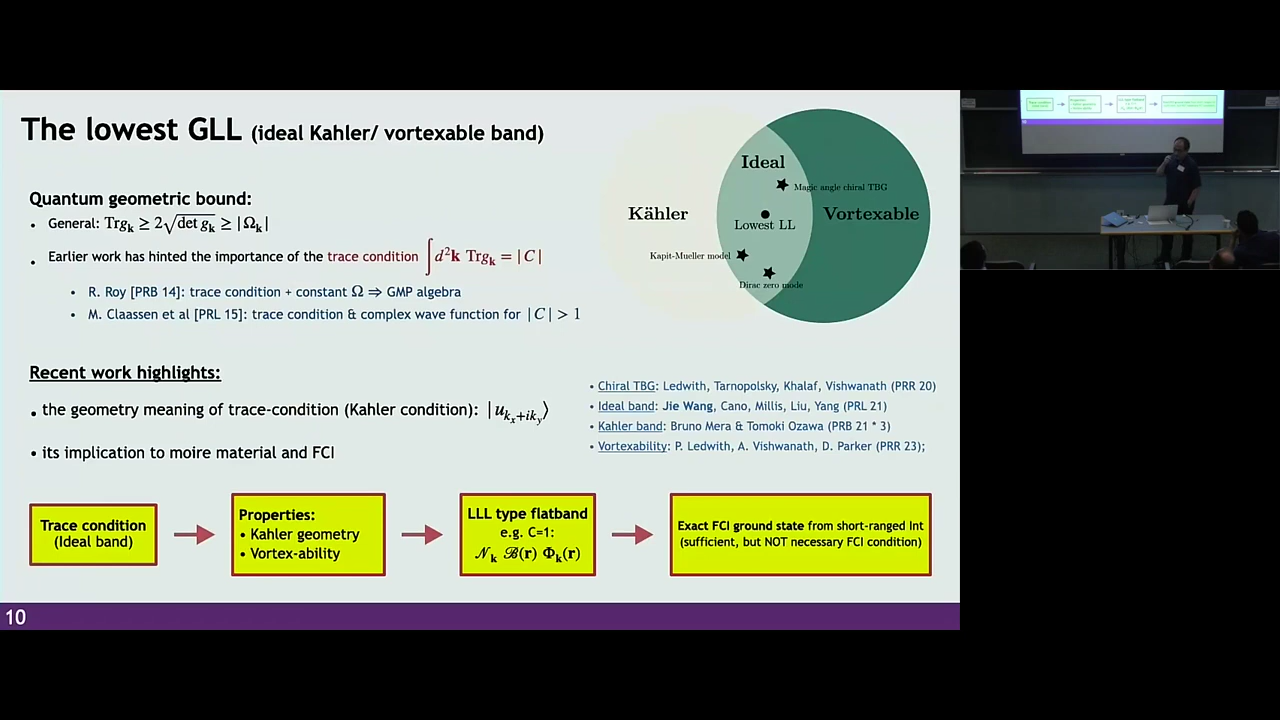 The lowest GLL (ideal Kahler/ vortexable band)
Quantum geometric bound:
• General: Trg_𝐤 ≥ 2√det g_𝐤 ≥ |Ω_𝐤|
• Earlier work has hinted the importance of the trace condition ∫d²𝐤 Trg_𝐤 = |C|
• R. Roy [PRB 14]: trace condition + constant Ω ⇒ GMP algebra
• M. Claassen et al [PRL 15]: trace condition & complex wave function for |C| > 1
Ideal
Magic angle chiral TBG
Kähler
Vortexable
Lowest LL
Kapit-Mueller model
Dirac zero mode
Recent work highlights:
• the geometry meaning of trace-condition (Kahler condition): |u_{k_x+ik_y}⟩
• its implication to moire material and FCI
• Chiral TBG: Ledwith, Tarnopolsky, Khalaf, Vishwanath (PRR 20)
• Ideal band: Jie Wang, Cano, Millis, Liu, Yang (PRL 21)
• Kahler band: Bruno Mera & Tomoki Ozawa (PRB 21 * 3)
• Vortexability: P. Ledwith, A. Vishwanath, D. Parker (PRR 23);
Trace condition
(Ideal band)
Properties:
• Kahler geometry
• Vortex-ability
LLL type flatband
e.g. C=1:
𝒩_𝐤 ℬ(𝐫) Φ_𝐤(𝐫)
Exact FCI ground state from short-ranged Int
(sufficient, but NOT necessary FCI condition)
10